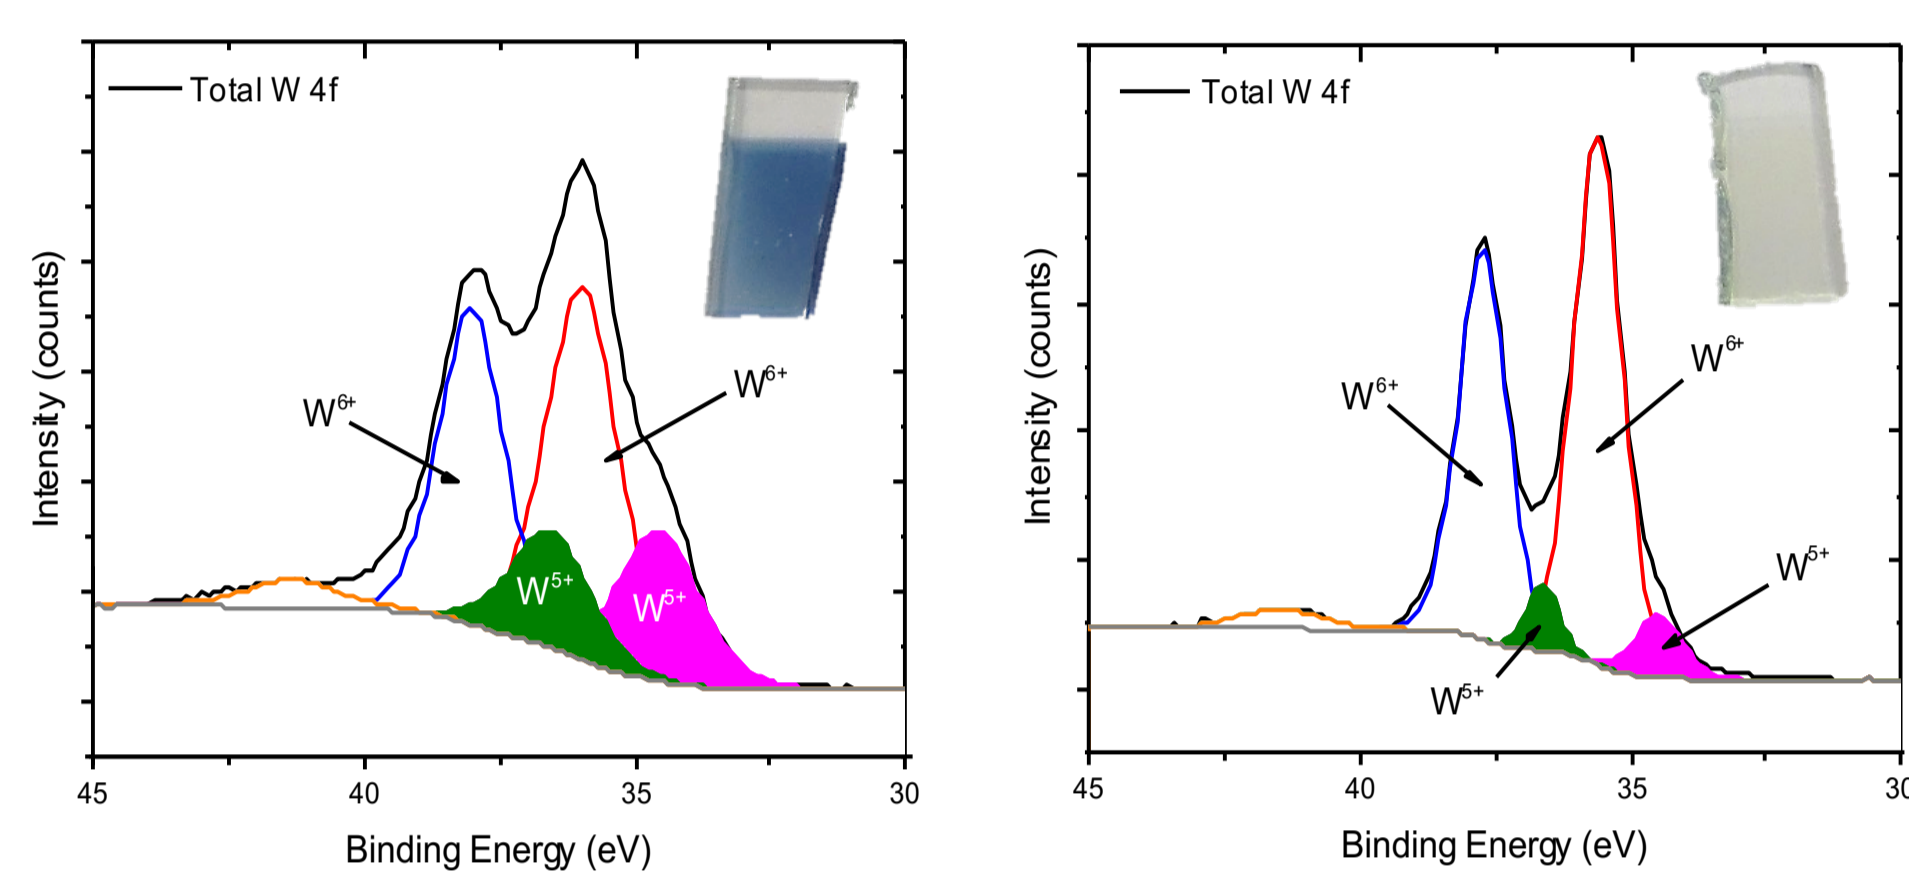 Total W 4f
W6+
W6+
W5+
W5+
Intensity (counts)
45
40
35
30
Binding Energy (eV)
Total W 4f
W6+
W6+
W5+
W5+
Intensity (counts)
45
40
35
30
Binding Energy (eV)